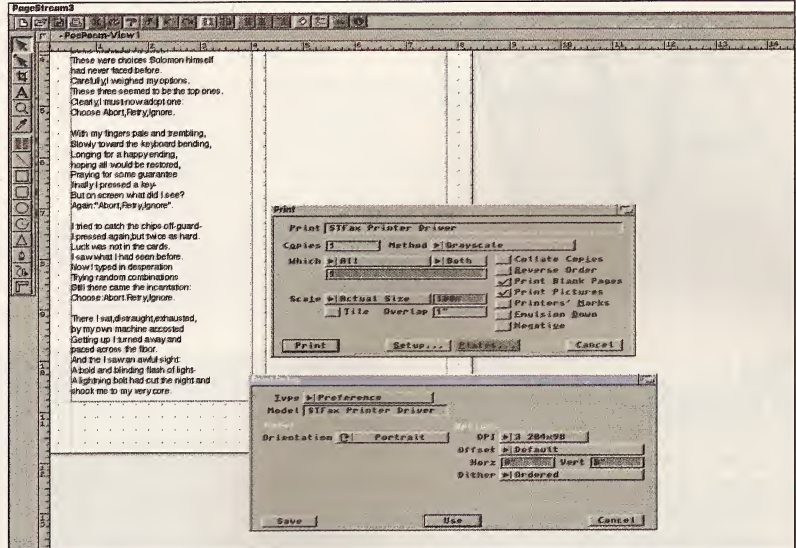 PageStream3
-PoePoem-View1
These were choices Solomon himself
had never faced before.
Carefully,I weighed my options.
These three seemed to be the top ones.
Clearly,I must now adopt one:
Choose Abort,Retry,Ignore.
With my fingers pale and trembling,
Slowly toward the keyboard bending,
Longing for a happy ending,
hoping all would be restored,
Praying for some guarantee
finally I pressed a key-
But on screen what did I see?
Again:"Abort,Retry,Ignore".
I tried to catch the chips off-guard-
I pressed again,but twice as hard.
Luck was not in the cards.
I saw what I had seen before.
Now I typed in desperation
Trying random combinations
Still there came the incantation:
Choose:Abort.Retry,Ignore.
There I sat,distraught,exhausted,
by my own machine accosted
Getting up I turned away and
paced across the floor.
And the I saw an awful sight:
A bold and blinding flash of light-
A lightning bolt had cut the night and
shook me to my very core.
Print
Print STFax Printer Driver
Copies 1 Method Grayscale
Which All Both
Collate Copies
Reverse Order
Print Blank Pages
Print Pictures
Printers' Marks
Emulsion Down
Negative
Scale Actual Size 100%
Tile Overlap 1"
Print Setup... Plates... Cancel
Type Preference
Model STFax Printer Driver
Orientation Portrait
DPI 3 204x98
Offset Default
Horz 0" Vert 0"
Dither Ordered
Save Use Cancel